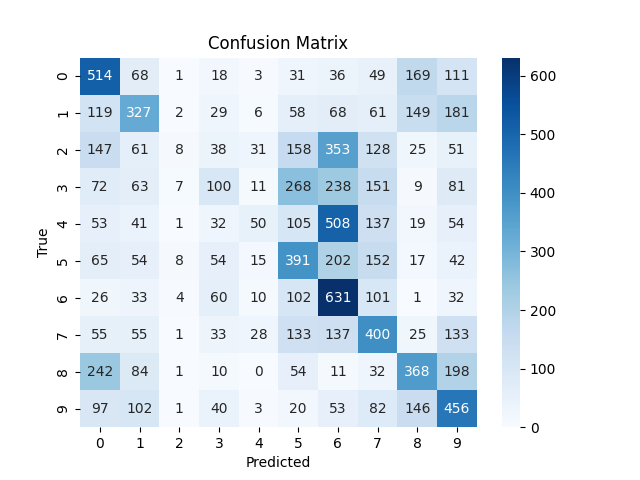 Confusion Matrix
0 514 68 1 18 3 31 36 49 169 111
1 119 327 2 29 6 58 68 61 149 181
2 147 61 8 38 31 158 353 128 25 51
3 72 63 7 100 11 268 238 151 9 81
4 53 41 1 32 50 105 508 137 19 54
5 65 54 8 54 15 391 202 152 17 42
6 26 33 4 60 10 102 631 101 1 32
7 55 55 1 33 28 133 137 400 25 133
8 242 84 1 10 0 54 11 32 368 198
9 97 102 1 40 3 20 53 82 146 456
0 1 2 3 4 5 6 7 8 9
Predicted
True
600
500
400
300
200
100
0